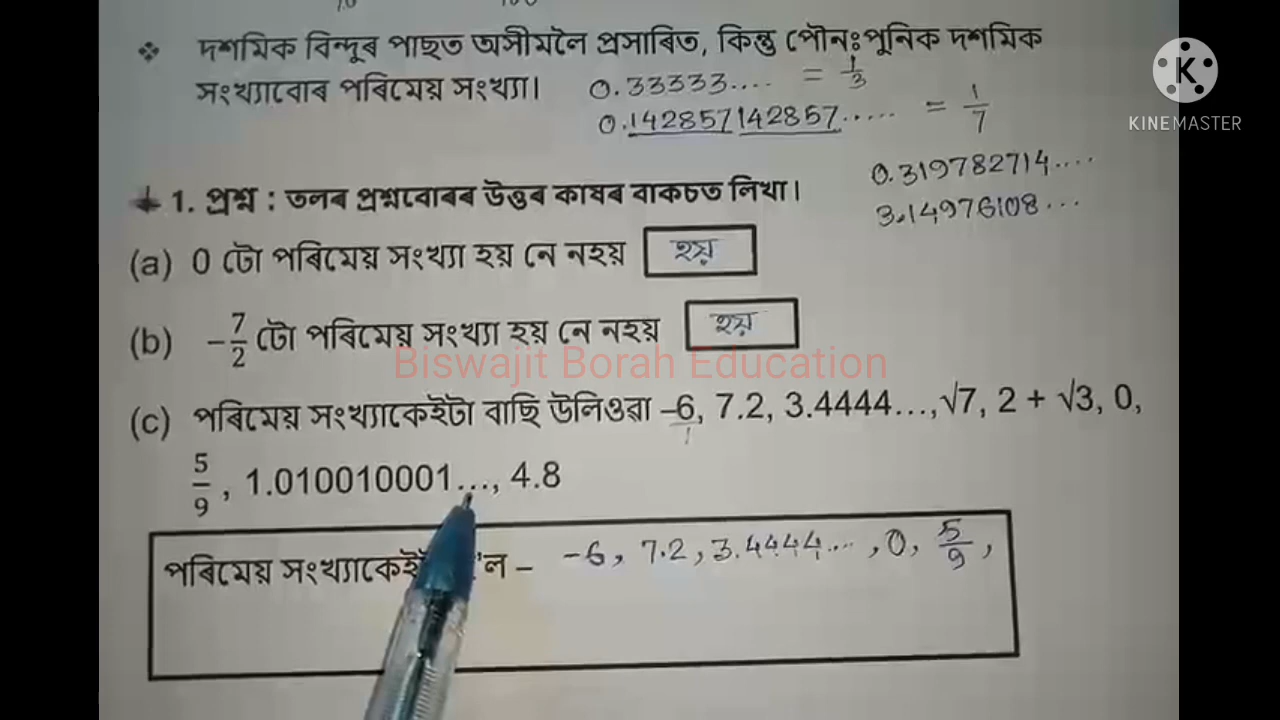 ❖ দশমিক বিন্দুৰ পাছত অসীমলৈ প্ৰসাৰিত, কিন্তু পৌনঃপুনিক দশমিক
সংখ্যাবোৰ পৰিমেয় সংখ্যা। 0.33333.... = 1/3
0.142857142857..... = 1/7
K
KINEMASTER
0.319782714....
3.14976108...
1. প্ৰশ্ন : তলৰ প্ৰশ্নবোৰৰ উত্তৰ কাষৰ বাকচত লিখা।
(a) 0 টো পৰিমেয় সংখ্যা হয় নে নহয় হয়
(b) -7/2 টো পৰিমেয় সংখ্যা হয় নে নহয় হয়
Biswajit Borah Education
(c) পৰিমেয় সংখ্যাকেইটা বাছি উলিওৱা –6, 7.2, 3.4444...,√7, 2 + √3, 0,
1
5/9 , 1.010010001..., 4.8
পৰিমেয় সংখ্যাকেই 'ল – -6, 7.2, 3.4444... , 0, 5/9 ,